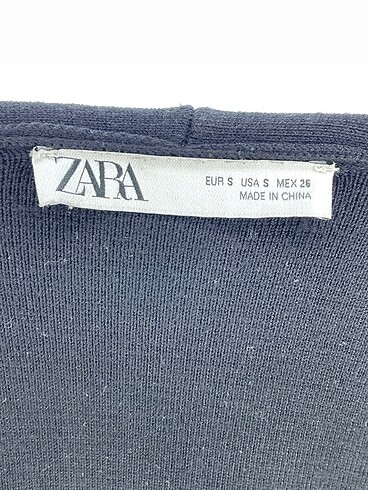 ZARA
EUR S USA S MEX 26
MADE IN CHINA